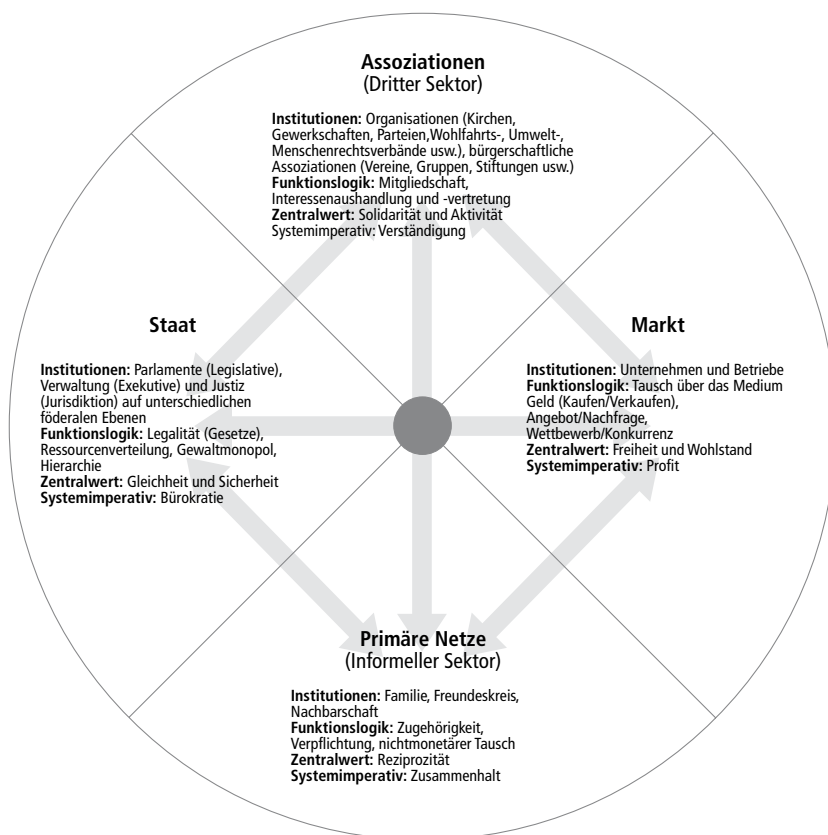 Assoziationen
(Dritter Sektor)
Institutionen: Organisationen (Kirchen,
Gewerkschaften, Parteien,Wohlfahrts-, Umwelt-,
Menschenrechtsverbände usw.), bürgerschaftliche
Assoziationen (Vereine, Gruppen, Stiftungen usw.)
Funktionslogik: Mitgliedschaft,
Interessenaushandlung und -vertretung
Zentralwert: Solidarität und Aktivität
Systemimperativ: Verständigung
Staat
Institutionen: Parlamente (Legislative),
Verwaltung (Exekutive) und Justiz
(Jurisdiktion) auf unterschiedlichen
föderalen Ebenen
Funktionslogik: Legalität (Gesetze),
Ressourcenverteilung, Gewaltmonopol,
Hierarchie
Zentralwert: Gleichheit und Sicherheit
Systemimperativ: Bürokratie
Markt
Institutionen: Unternehmen und Betriebe
Funktionslogik: Tausch über das Medium
Geld (Kaufen/Verkaufen),
Angebot/Nachfrage,
Wettbewerb/Konkurrenz
Zentralwert: Freiheit und Wohlstand
Systemimperativ: Profit
Primäre Netze
(Informeller Sektor)
Institutionen: Familie, Freundeskreis,
Nachbarschaft
Funktionslogik: Zugehörigkeit,
Verpflichtung, nichtmonetärer Tausch
Zentralwert: Reziprozität
Systemimperativ: Zusammenhalt